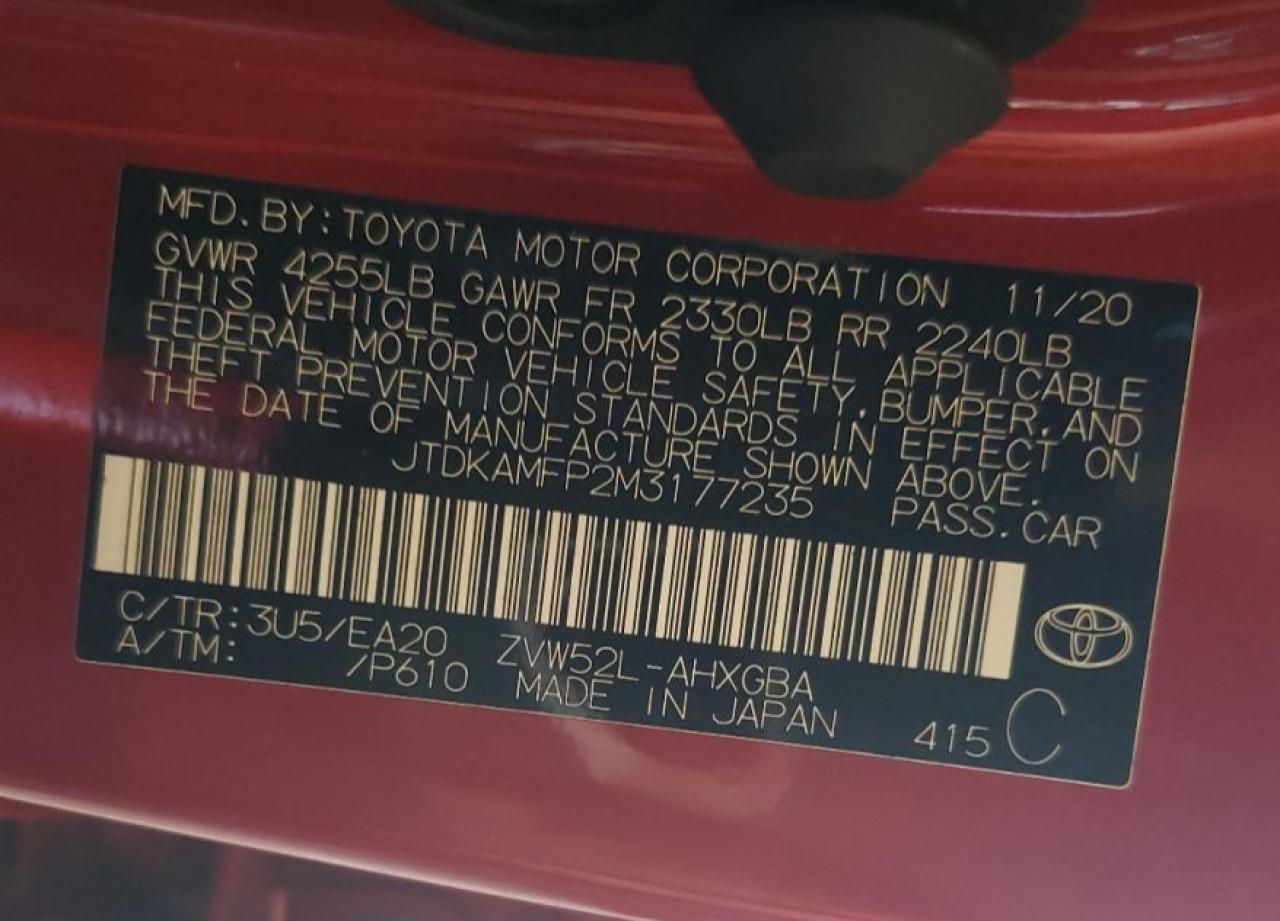 MFD. BY: TOYOTA MOTOR CORPORATION 11/20
GVWR 4255LB GAWR FR 2330LB RR 2240LB
THIS VEHICLE CONFORMS TO ALL APPLICABLE
FEDERAL MOTOR VEHICLE SAFETY, BUMPER, AND
THEFT PREVENTION STANDARDS IN EFFECT ON
THE DATE OF MANUFACTURE SHOWN ABOVE.
JTDKAMFP2M3177235 PASS. CAR
C/TR: 3U5/EA20 ZVW52L-AHXGBA
A/TM: /P610 MADE IN JAPAN 415 C